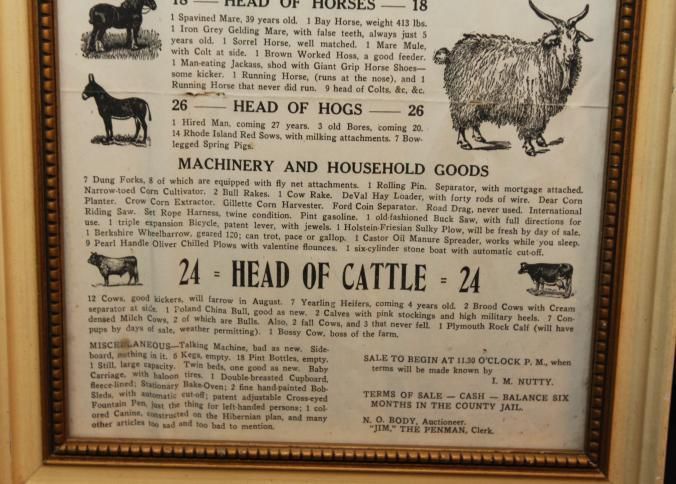 18 — HEAD OF HORSES — 18
1 Spavined Mare, 39 years old. 1 Bay Horse, weight 413 lbs.
1 Iron Grey Gelding Mare, with false teeth, always just 5
years old. 1 Sorrel Horse, well matched. 1 Mare Mule,
with Colt at side. 1 Brown Worked Hoss, a good feeder.
1 Man-eating Jackass, shod with Giant Grip Horse Shoes—
some kicker. 1 Running Horse, (runs at the nose), and 1
Running Horse that never did run. 9 head of Colts, &c, &c.
26 — HEAD OF HOGS — 26
1 Hired Man, coming 27 years. 3 old Bores, coming 20.
14 Rhode Island Red Sows, with milking attachments. 7 Bow-
legged Spring Pigs.
MACHINERY AND HOUSEHOLD GOODS
7 Dung Forks, 8 of which are equipped with fly net attachments. 1 Rolling Pin. Separator, with mortgage attached.
Narrow-toed Corn Cultivator. 2 Bull Rakes. 1 Cow Rake. DeVal Hay Loader, with forty rods of wire. Dear Corn
Planter. Crow Corn Extractor. Gillette Corn Harvester. Ford Coin Separator. Road Drag, never used. International
Riding Saw. Set Rope Harness, twine condition. Pint gasoline. 1 old-fashioned Buck Saw, with full directions for
use. 1 triple expansion Bicycle, patent lever, with jewels. 1 Holstein-Friesian Sulky Plow, will be fresh by day of sale.
1 Berkshire Wheelbarrow, geared 120; can trot, pace or gallop. 1 Castor Oil Manure Spreader, works while you sleep.
9 Pearl Handle Oliver Chilled Plows with valentine flounces. 1 six-cylinder stone boat with automatic cut-off.
24 = HEAD OF CATTLE = 24
12 Cows, good kickers, will farrow in August. 7 Yearling Heifers, coming 4 years old. 2 Brood Cows with Cream
separator at side. 1 Poland China Bull, good as new. 2 Calves with pink stockings and high military heels. 7 Con-
densed Milch Cows, 2 of which are Bulls. Also, 2 fall Cows, and 3 that never fell. 1 Plymouth Rock Calf (will have
pups by days of sale, weather permitting). 1 Bossy Cow, boss of the farm.
MISCELLANEOUS—Talking Machine, bad as new. Side-
board, nothing in it. 6 Kegs, empty. 18 Pint Bottles, empty.
1 Still, large capacity. Twin beds, one good as new. Baby
Carriage, with baloon tires. 1 Double-breasted Cupboard,
fleece-lined; Stationary Bake-Oven; 2 fine hand-painted Bob-
Sleds, with automatic cut-off; patent adjustable Cross-eyed
Fountain Pen, just the thing for left-handed persons; 1 col-
ored Canine, constructed on the Hibernian plan, and many
other articles too sad and too bad to mention.
SALE TO BEGIN AT 11.30 O'CLOCK P. M., when
terms will be made known by
I. M. NUTTY.
TERMS OF SALE — CASH — BALANCE SIX
MONTHS IN THE COUNTY JAIL.
N. O. BODY, Auctioneer.
"JIM," THE PENMAN, Clerk.